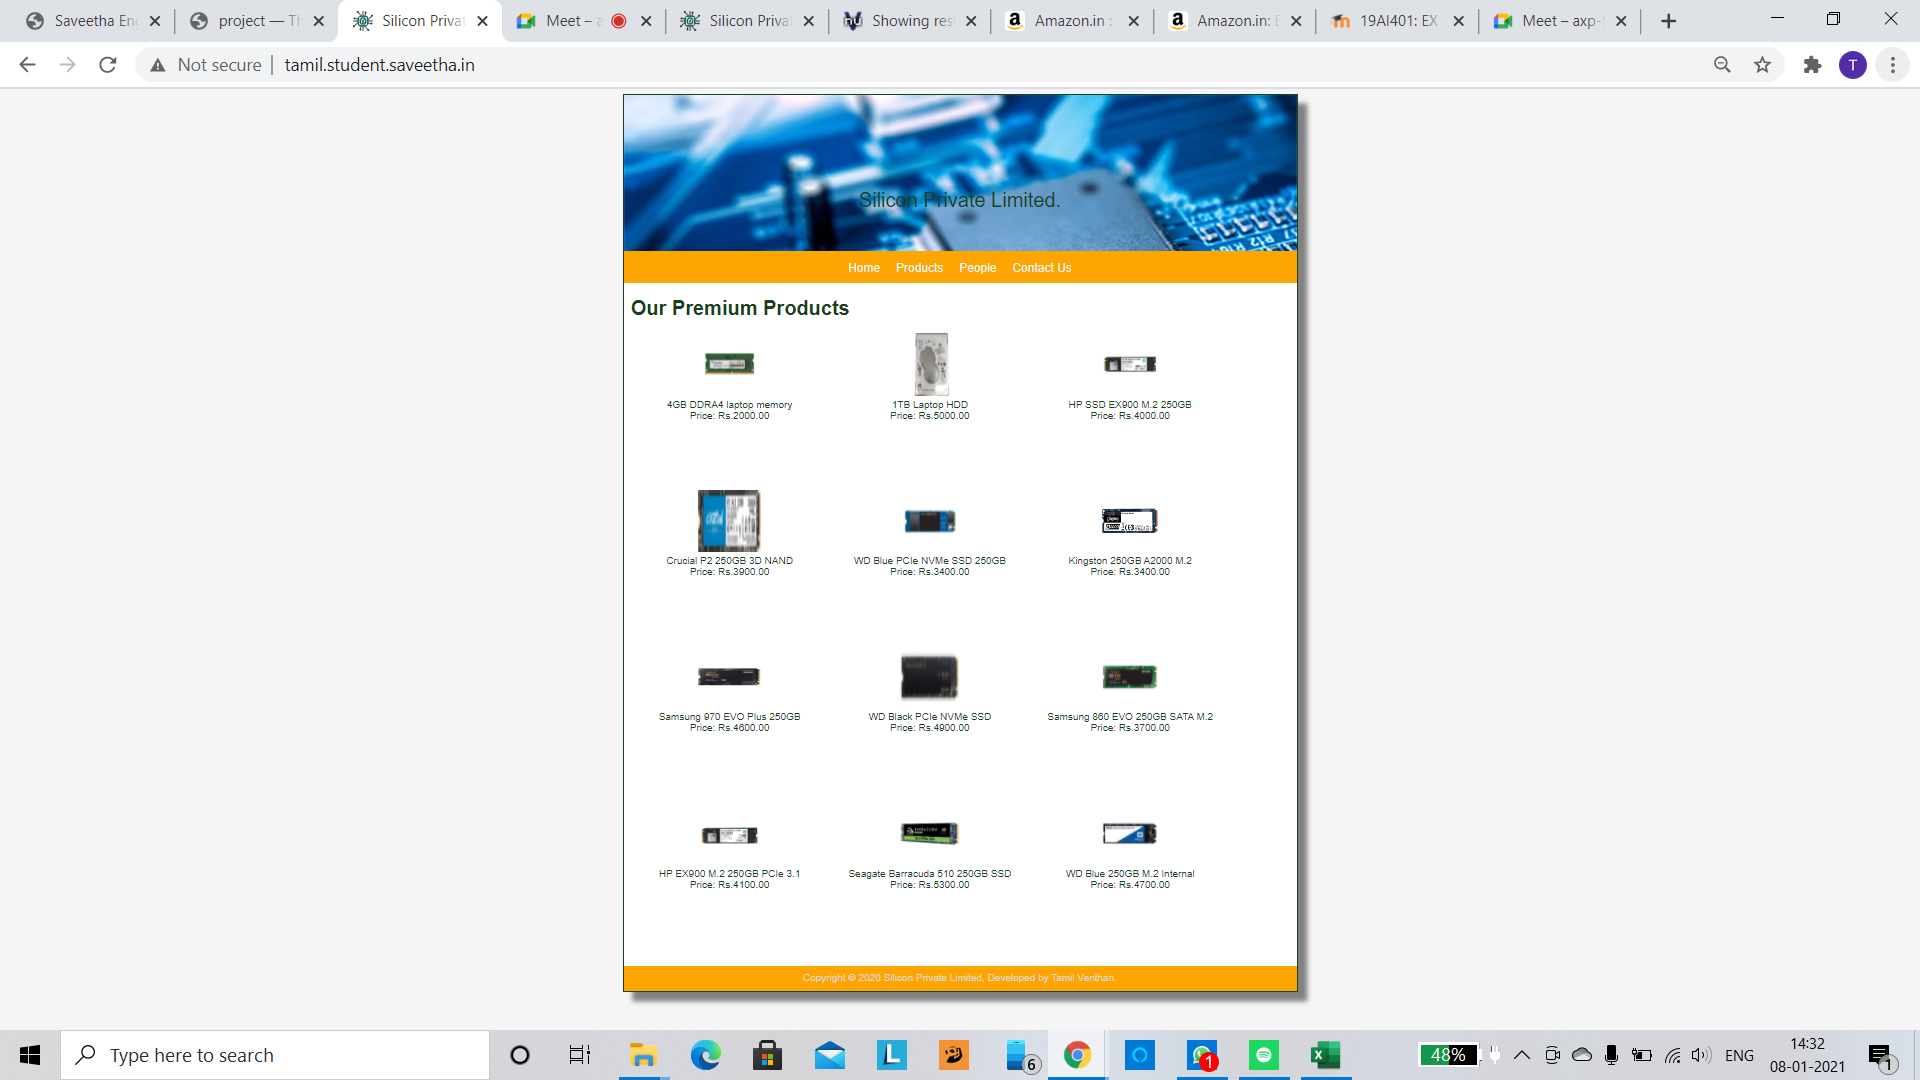 Saveetha En
project — Th
Silicon Privat
Meet – a
Silicon Privat
Showing res
Amazon.in :
Amazon.in: B
19AI401: EX
Meet – axp-
Not secure
tamil.student.saveetha.in
T
Silicon Private Limited.
Home Products People Contact Us
Our Premium Products
4GB DDRA4 laptop memory
Price: Rs.2000.00
1TB Laptop HDD
Price: Rs.5000.00
HP SSD EX900 M.2 250GB
Price: Rs.4000.00
Crucial P2 250GB 3D NAND
Price: Rs.3900.00
WD Blue PCIe NVMe SSD 250GB
Price: Rs.3400.00
Kingston 250GB A2000 M.2
Price: Rs.3400.00
Samsung 970 EVO Plus 250GB
Price: Rs.4600.00
WD Black PCIe NVMe SSD
Price: Rs.4900.00
Samsung 860 EVO 250GB SATA M.2
Price: Rs.3700.00
HP EX900 M.2 250GB PCIe 3.1
Price: Rs.4100.00
Seagate Barracuda 510 250GB SSD
Price: Rs.5300.00
WD Blue 250GB M.2 Internal
Price: Rs.4700.00
Copyright © 2020 Silicon Private Limited, Developed by Tamil Venthan.
Type here to search
L
6
1
48%
ENG
14:32
08-01-2021
1